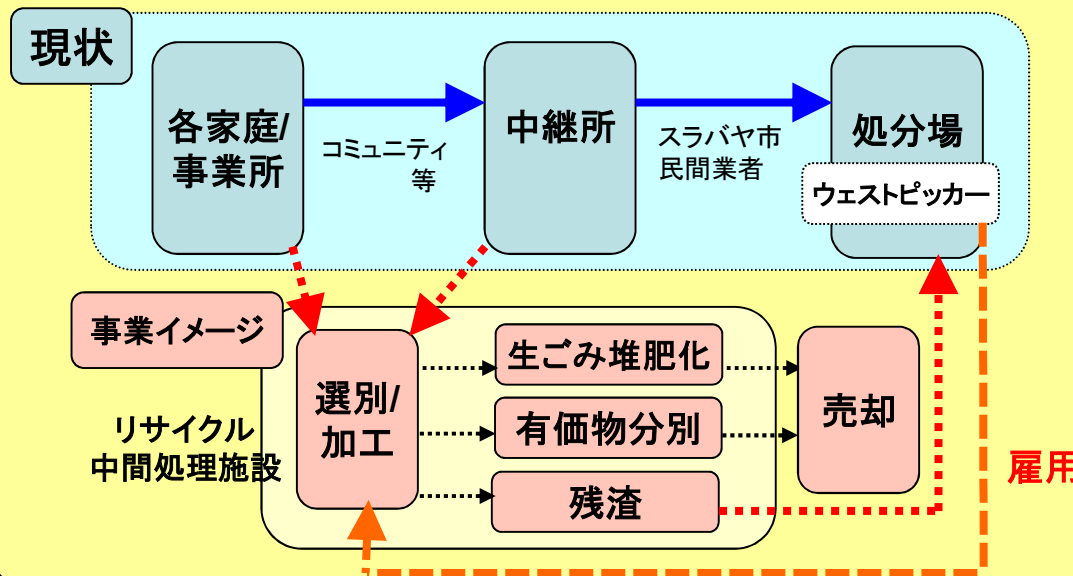 現状
各家庭/
事業所
コミュニティ
等
中継所
スラバヤ市
民間業者
処分場
ウェストピッカー
事業イメージ
リサイクル
中間処理施設
選別/
加工
生ごみ堆肥化
有価物分別
残渣
売却
雇用